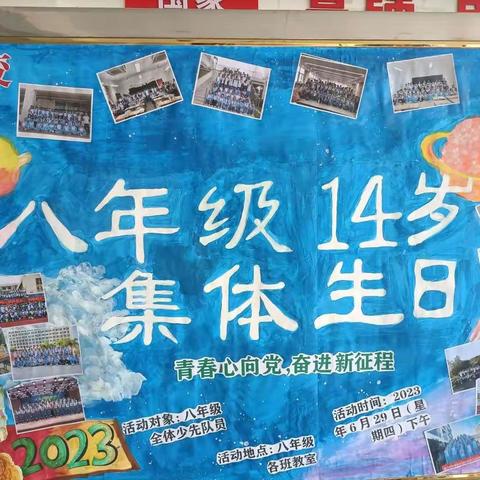 国家
八年级14岁
集体生日
青春心向党,奋进新征程
活动对象:八年级
全体少先队员
活动地点:八年级
各班教室
活动时间:2023
年6月29日(星
期四)下午
2023